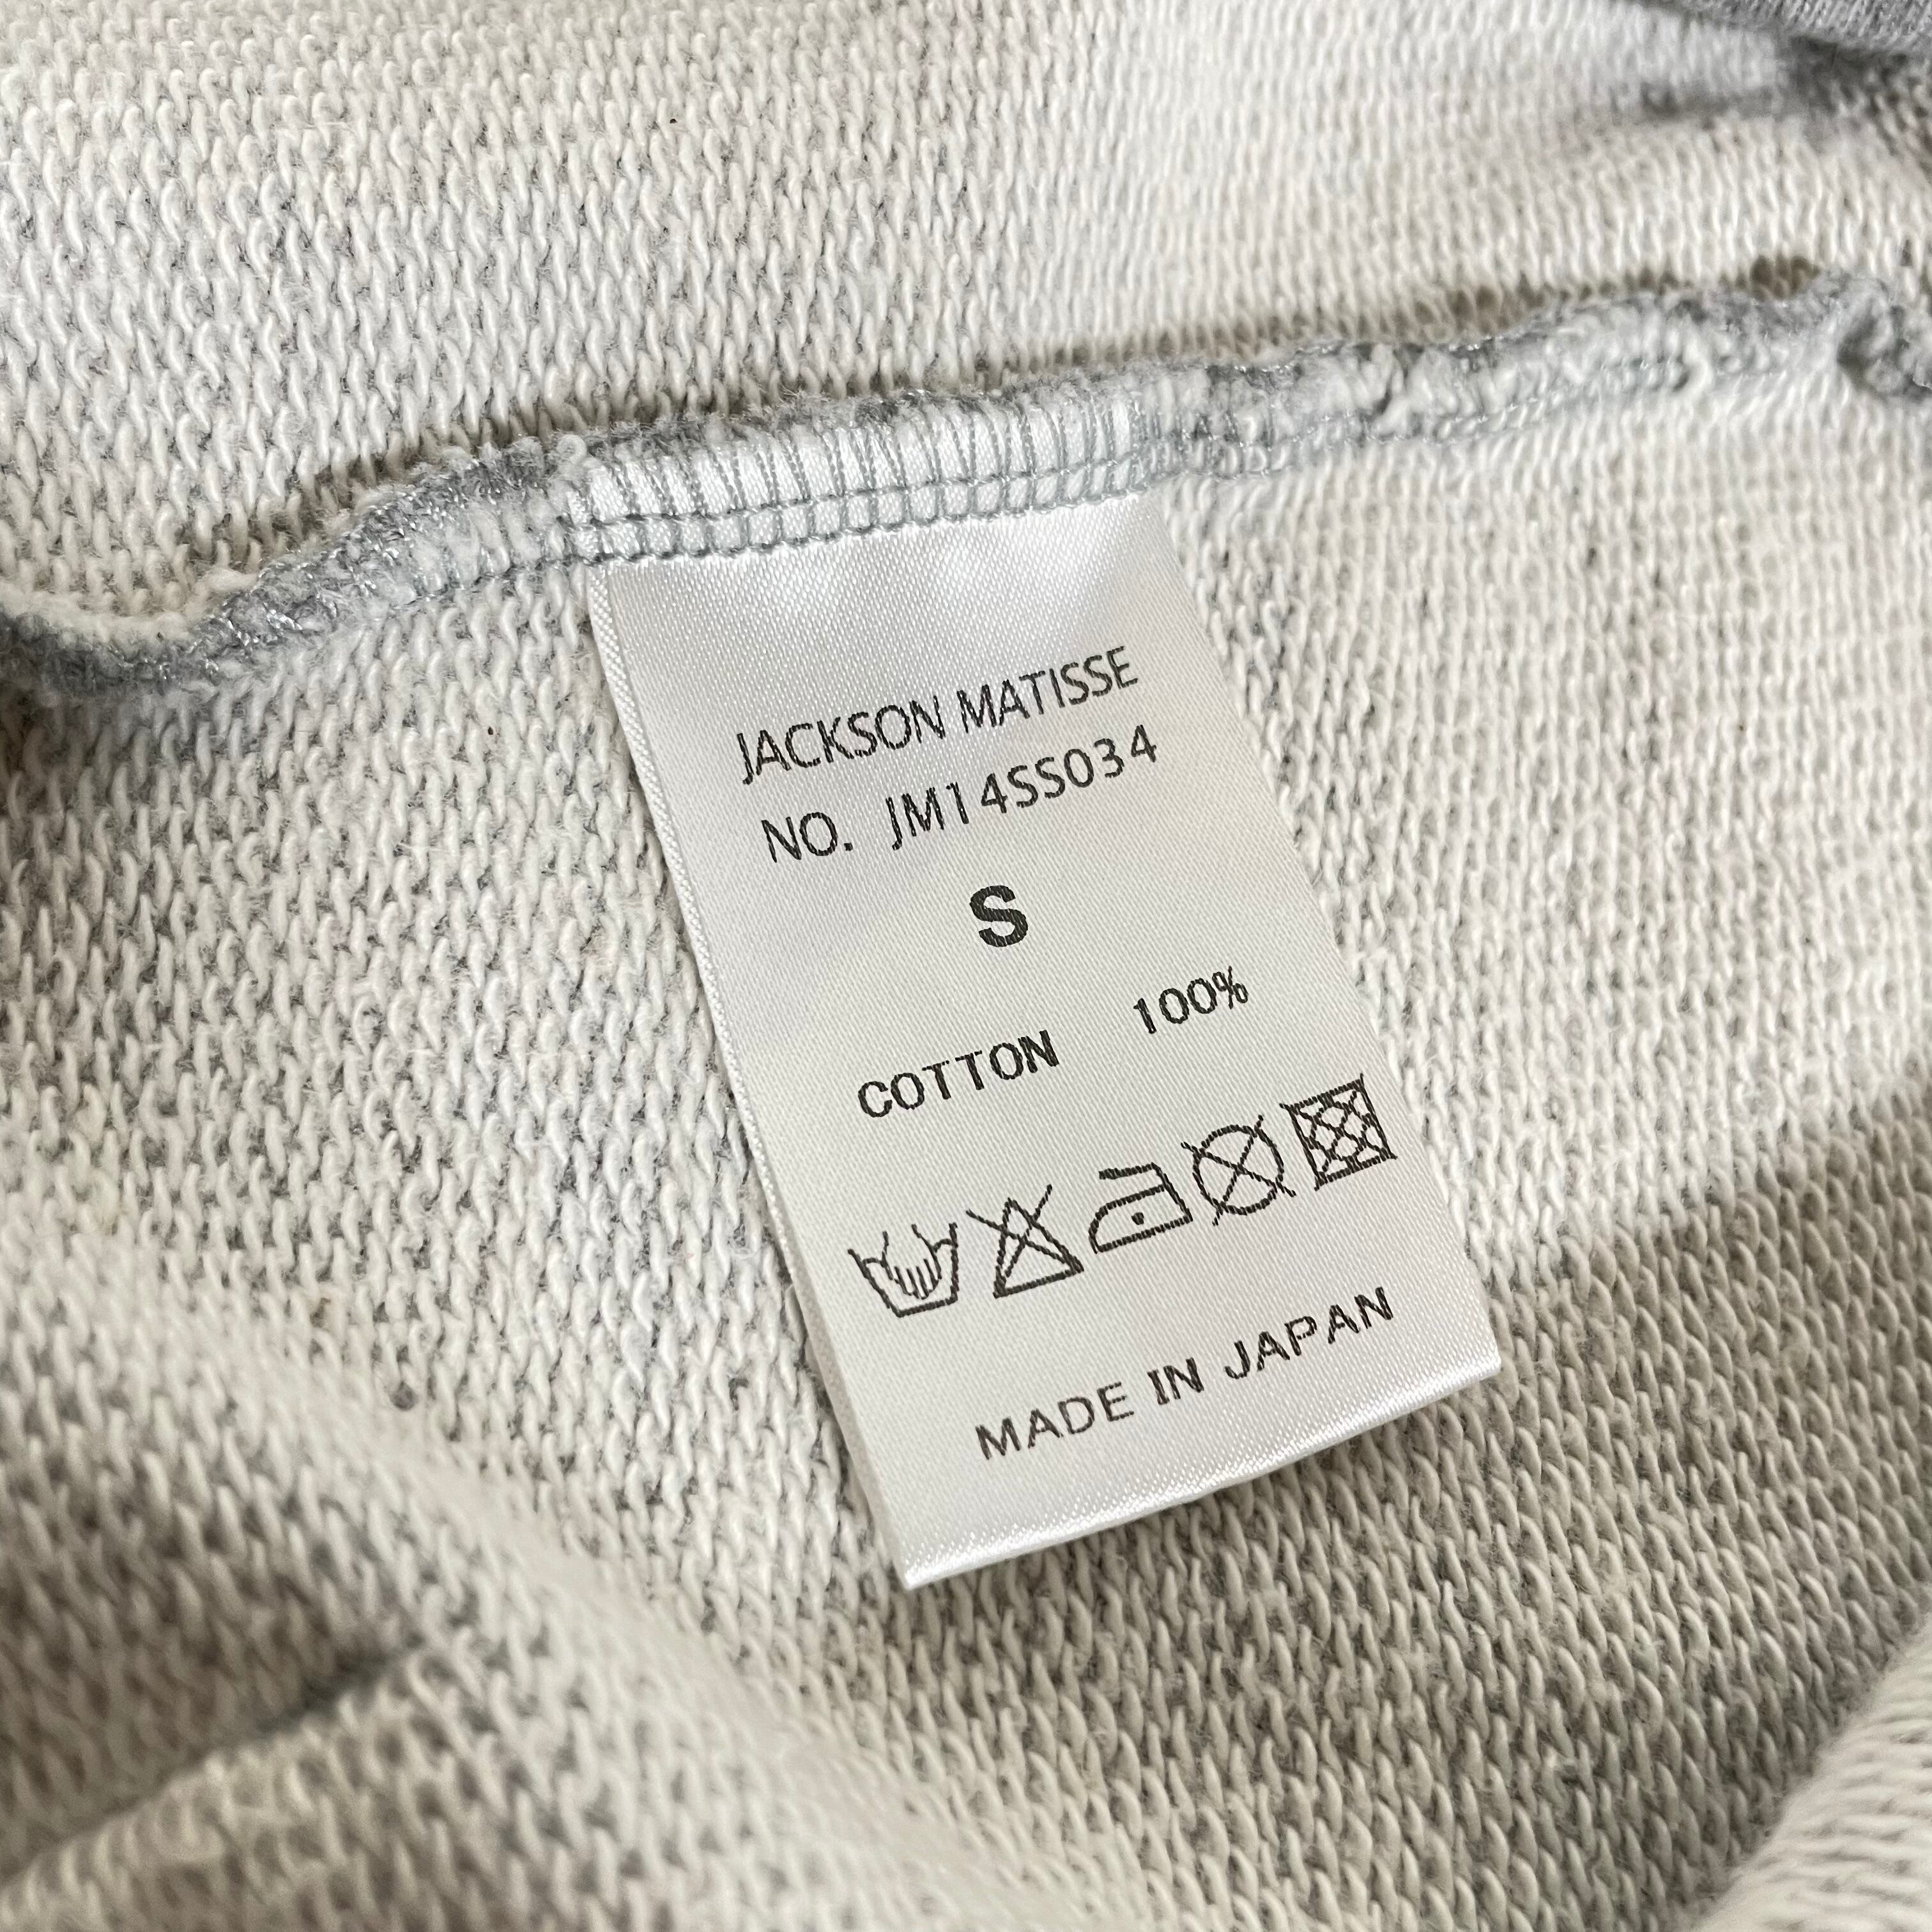 JACKSON MATISSE
NO. JM14SS034
S
COTTON 100%
MADE IN JAPAN